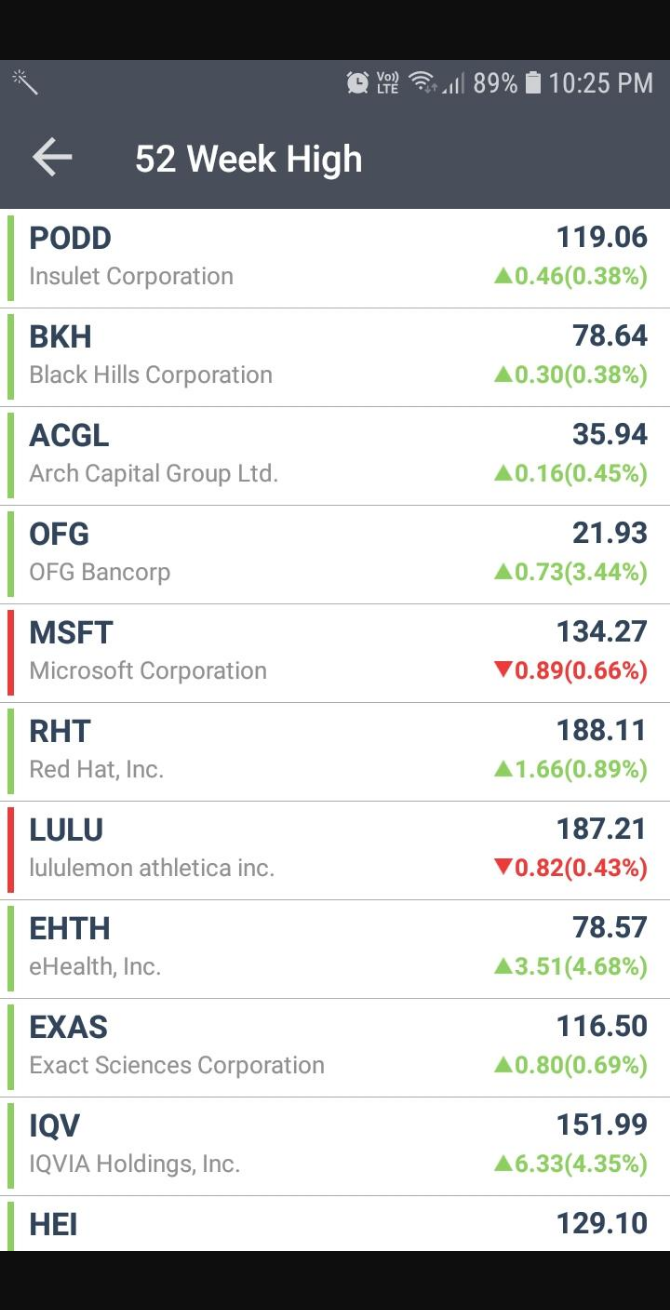 Vo)) LTE 89% 10:25 PM
52 Week High
PODD 119.06
Insulet Corporation ▲0.46(0.38%)
BKH 78.64
Black Hills Corporation ▲0.30(0.38%)
ACGL 35.94
Arch Capital Group Ltd. ▲0.16(0.45%)
OFG 21.93
OFG Bancorp ▲0.73(3.44%)
MSFT 134.27
Microsoft Corporation ▼0.89(0.66%)
RHT 188.11
Red Hat, Inc. ▲1.66(0.89%)
LULU 187.21
lululemon athletica inc. ▼0.82(0.43%)
EHTH 78.57
eHealth, Inc. ▲3.51(4.68%)
EXAS 116.50
Exact Sciences Corporation ▲0.80(0.69%)
IQV 151.99
IQVIA Holdings, Inc. ▲6.33(4.35%)
HEI 129.10